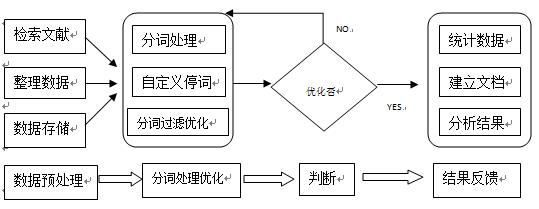 检索文献
整理数据
数据存储
分词处理
自定义停词
分词过滤优化
NO.
优化否
YES.
统计数据
建立文档
分析结果
数据预处理
分词处理优化
判断
结果反馈